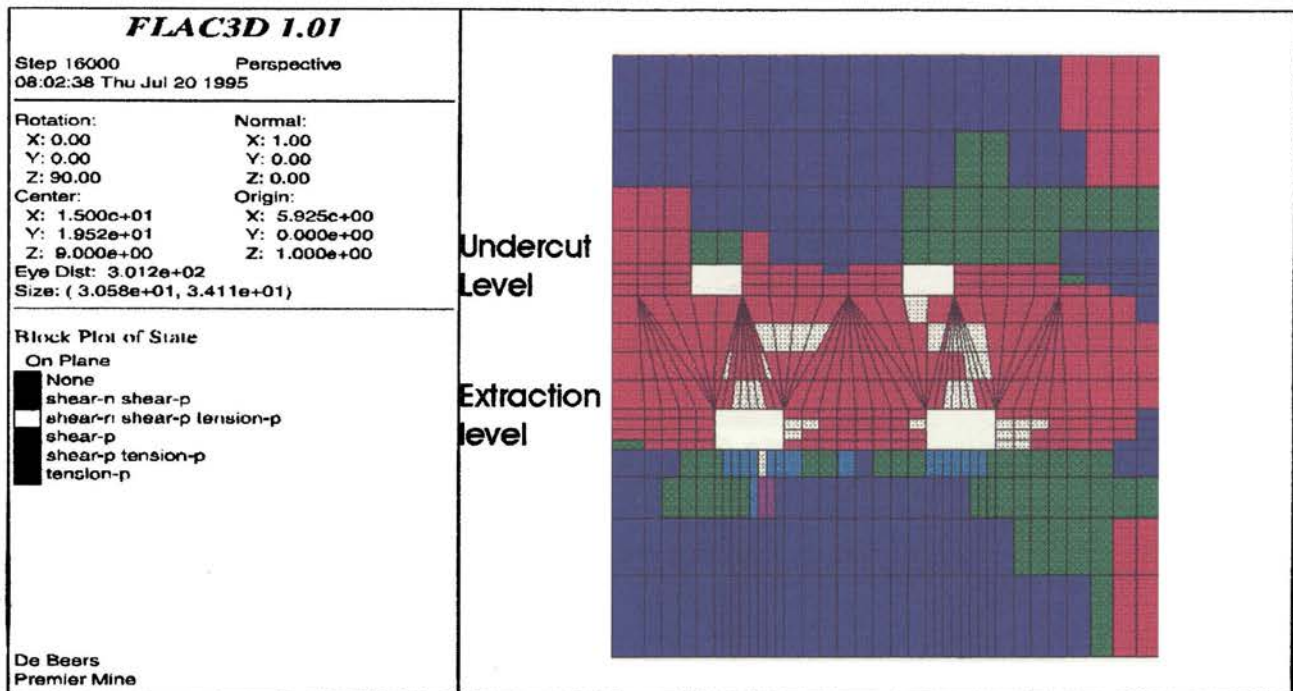 FLAC3D 1.01
Step 16000 Perspective
08:02:38 Thu Jul 20 1995
Rotation: Normal:
X: 0.00 X: 1.00
Y: 0.00 Y: 0.00
Z: 90.00 Z: 0.00
Center: Origin:
X: 1.500e+01 X: 5.925e+00
Y: 1.952e+01 Y: 0.000e+00
Z: 9.000e+00 Z: 1.000e+00
Eye Dist: 3.012e+02
Size: ( 3.058e+01, 3.411e+01)
Block Plot of State
On Plane
None
shear-n shear-p
shear-n shear-p tension-p
shear-p
shear-p tension-p
tension-p
De Beers
Premier Mine
Undercut
Level
Extraction
level